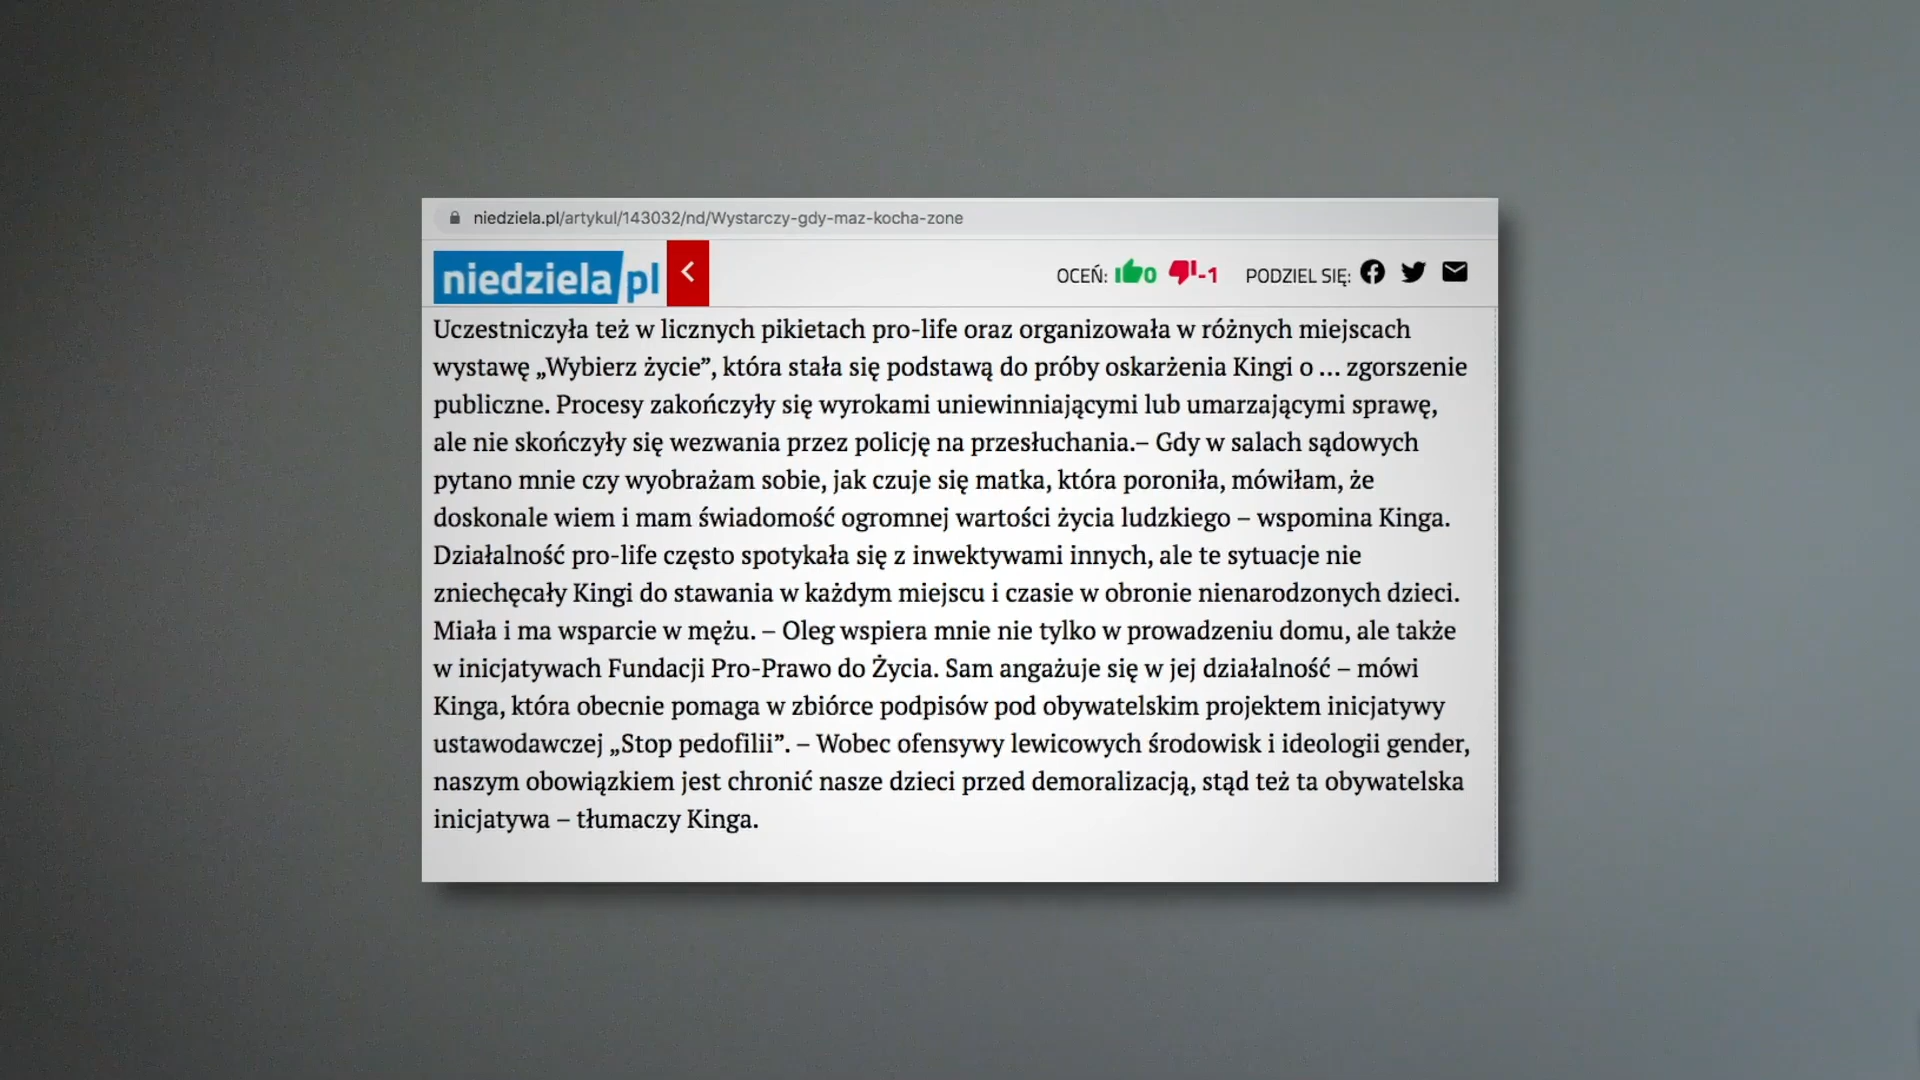 niedziela.pl/artykul/143032/nd/Wystarczy-gdy-maz-kocha-zone
niedziela/pl
OCEŃ: 0 -1 PODZIEL SIĘ:
Uczestniczyła też w licznych pikietach pro-life oraz organizowała w różnych miejscach
wystawę „Wybierz życie”, która stała się podstawą do próby oskarżenia Kingi o ... zgorszenie
publiczne. Procesy zakończyły się wyrokami uniewinniającymi lub umarzającymi sprawę,
ale nie skończyły się wezwania przez policję na przesłuchania.– Gdy w salach sądowych
pytano mnie czy wyobrażam sobie, jak czuje się matka, która poroniła, mówiłam, że
doskonale wiem i mam świadomość ogromnej wartości życia ludzkiego – wspomina Kinga.
Działalność pro-life często spotykała się z inwektywami innych, ale te sytuacje nie
zniechęcały Kingi do stawania w każdym miejscu i czasie w obronie nienarodzonych dzieci.
Miała i ma wsparcie w mężu. – Oleg wspiera mnie nie tylko w prowadzeniu domu, ale także
w inicjatywach Fundacji Pro-Prawo do Życia. Sam angażuje się w jej działalność – mówi
Kinga, która obecnie pomaga w zbiórce podpisów pod obywatelskim projektem inicjatywy
ustawodawczej „Stop pedofilii”. – Wobec ofensywy lewicowych środowisk i ideologii gender,
naszym obowiązkiem jest chronić nasze dzieci przed demoralizacją, stąd też ta obywatelska
inicjatywa – tłumaczy Kinga.